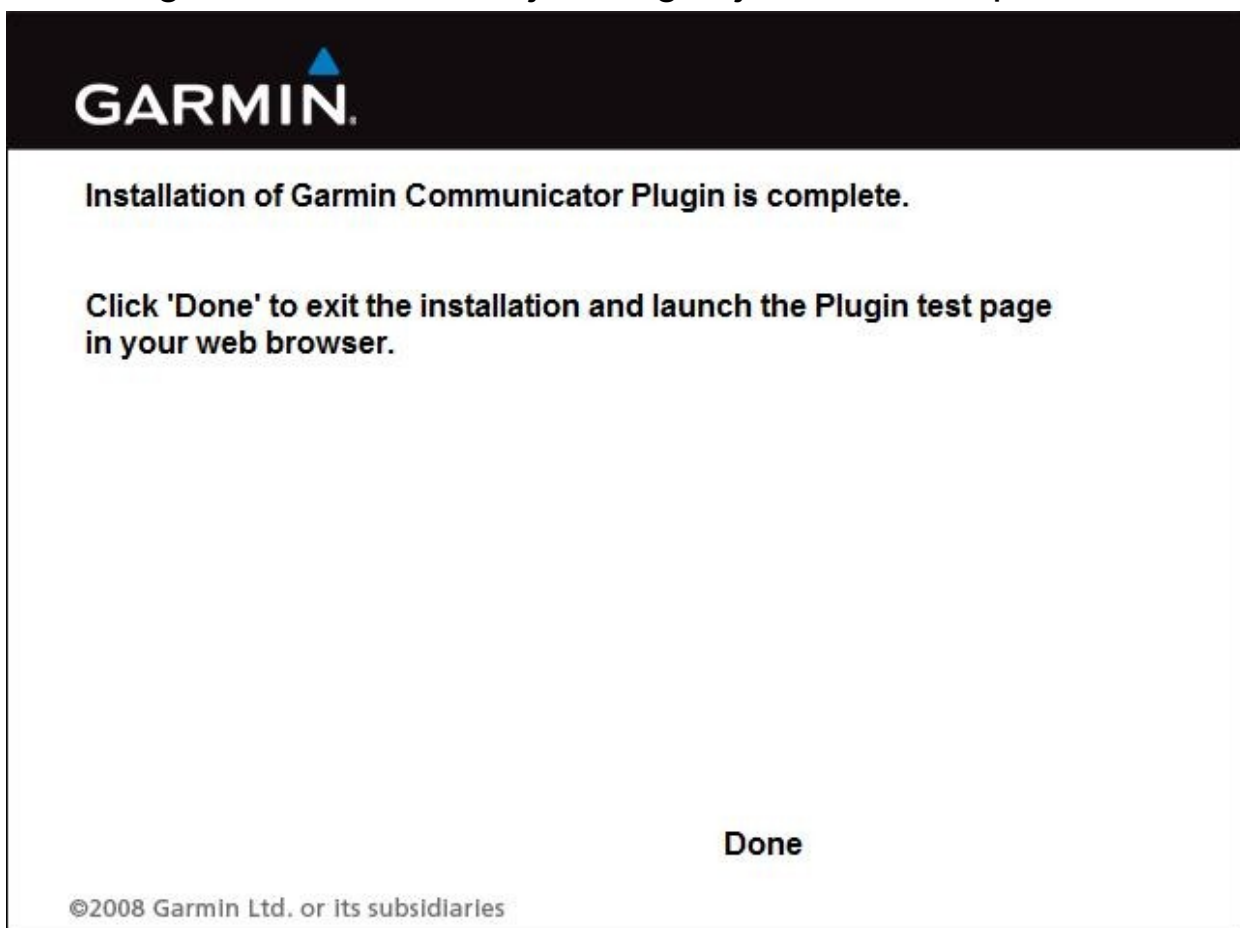 GARMIN.
Installation of Garmin Communicator Plugin is complete.
Click 'Done' to exit the installation and launch the Plugin test page
in your web browser.
Done
©2008 Garmin Ltd. or its subsidiaries